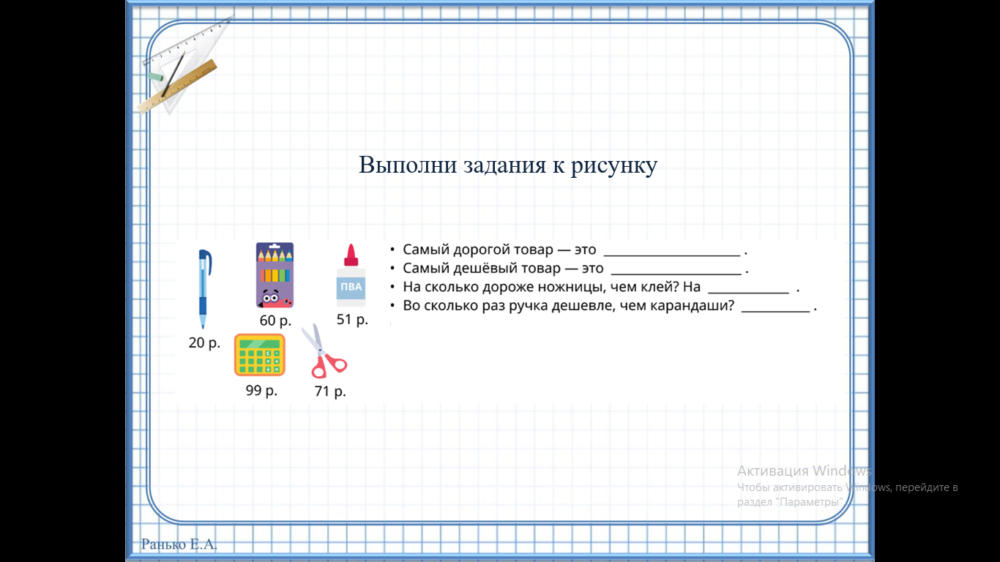 Выполни задания к рисунку
• Самый дорогой товар — это ____________________ .
• Самый дешёвый товар — это ___________________ .
• На сколько дороже ножницы, чем клей? На ____________ .
• Во сколько раз ручка дешевле, чем карандаши? __________ .
ПВА
60 р.
51 р.
20 р.
99 р.
71 р.
Активация Windows
Чтобы активировать Windows, перейдите в
раздел "Параметры"
Ранько Е.А.